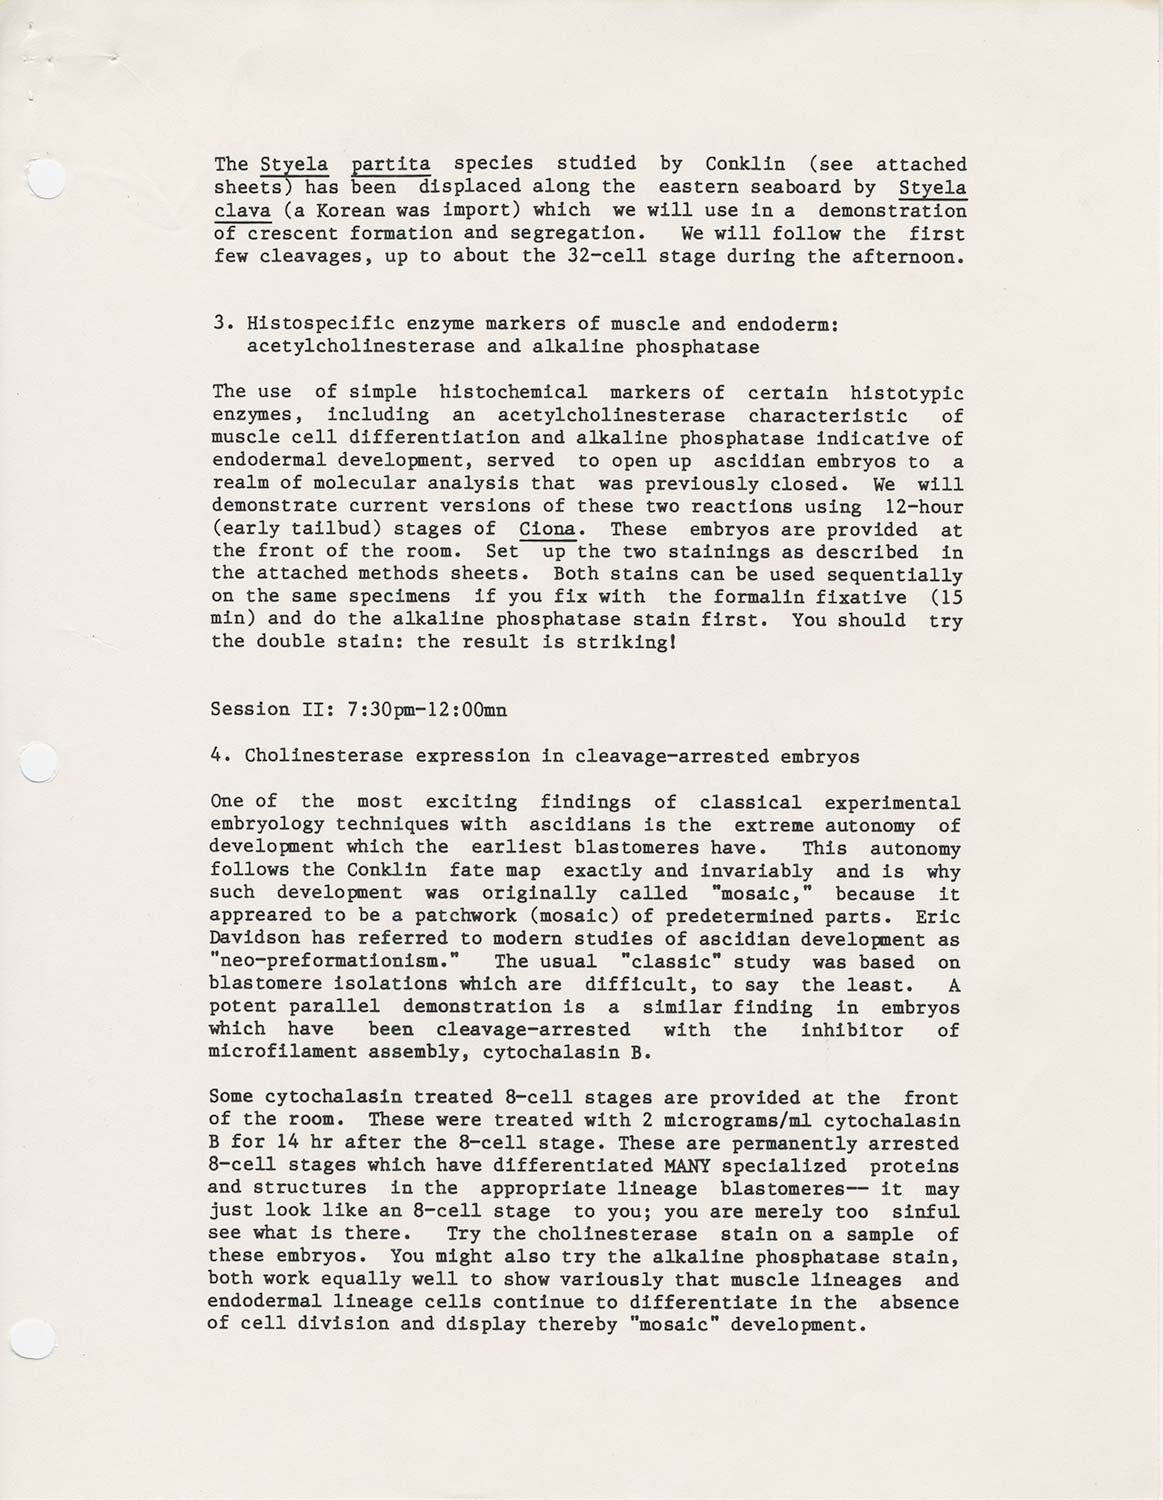 The Styela partita species studied by Conklin (see attached
sheets) has been displaced along the eastern seaboard by Styela
clava (a Korean was import) which we will use in a demonstration
of crescent formation and segregation. We will follow the first
few cleavages, up to about the 32-cell stage during the afternoon.
3. Histospecific enzyme markers of muscle and endoderm:
acetylcholinesterase and alkaline phosphatase
The use of simple histochemical markers of certain histotypic
enzymes, including an acetylcholinesterase characteristic of
muscle cell differentiation and alkaline phosphatase indicative of
endodermal development, served to open up ascidian embryos to a
realm of molecular analysis that was previously closed. We will
demonstrate current versions of these two reactions using 12-hour
(early tailbud) stages of Ciona. These embryos are provided at
the front of the room. Set up the two stainings as described in
the attached methods sheets. Both stains can be used sequentially
on the same specimens if you fix with the formalin fixative (15
min) and do the alkaline phosphatase stain first. You should try
the double stain: the result is striking!
Session II: 7:30pm-12:00mn
4. Cholinesterase expression in cleavage-arrested embryos
One of the most exciting findings of classical experimental
embryology techniques with ascidians is the extreme autonomy of
development which the earliest blastomeres have. This autonomy
follows the Conklin fate map exactly and invariably and is why
such development was originally called "mosaic," because it
appreared to be a patchwork (mosaic) of predetermined parts. Eric
Davidson has referred to modern studies of ascidian development as
"neo-preformationism." The usual "classic" study was based on
blastomere isolations which are difficult, to say the least. A
potent parallel demonstration is a similar finding in embryos
which have been cleavage-arrested with the inhibitor of
microfilament assembly, cytochalasin B.
Some cytochalasin treated 8-cell stages are provided at the front
of the room. These were treated with 2 micrograms/ml cytochalasin
B for 14 hr after the 8-cell stage. These are permanently arrested
8-cell stages which have differentiated MANY specialized proteins
and structures in the appropriate lineage blastomeres-- it may
just look like an 8-cell stage to you; you are merely too sinful
see what is there. Try the cholinesterase stain on a sample of
these embryos. You might also try the alkaline phosphatase stain,
both work equally well to show variously that muscle lineages and
endodermal lineage cells continue to differentiate in the absence
of cell division and display thereby "mosaic" development.